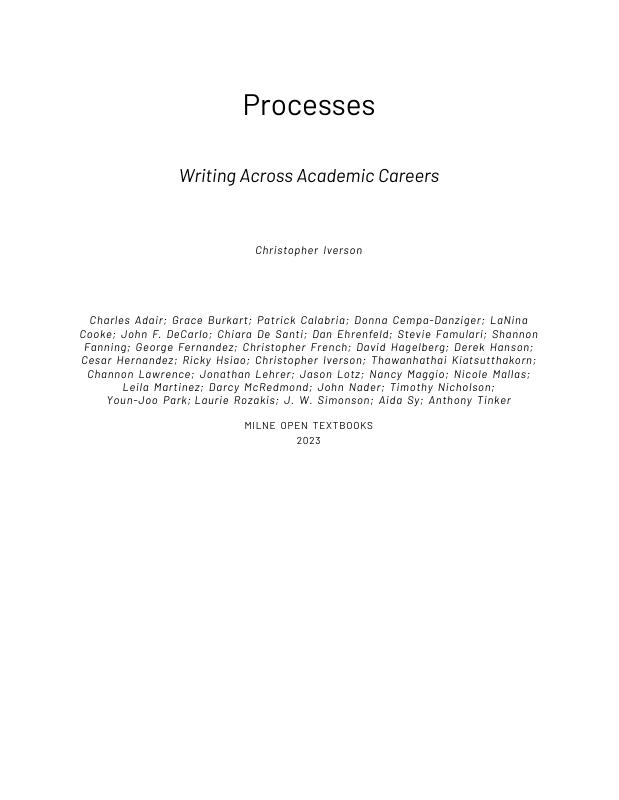 Processes
Writing Across Academic Careers
Christopher Iverson
Charles Adair; Grace Burkart; Patrick Calabria; Donna Cempa-Danziger; LaNina
Cooke; John F. DeCarlo; Chiara De Santi; Dan Ehrenfeld; Stevie Famulari; Shannon
Fanning; George Fernandez; Christopher French; David Hagelberg; Derek Hanson;
Cesar Hernandez; Ricky Hsiao; Christopher Iverson; Thawanhathai Kiatsutthakorn;
Channon Lawrence; Jonathan Lehrer; Jason Lotz; Nancy Maggio; Nicole Mallas;
Leila Martinez; Darcy McRedmond; John Nader; Timothy Nicholson;
Youn-Joo Park; Laurie Rozakis; J. W. Simonson; Aida Sy; Anthony Tinker
MILNE OPEN TEXTBOOKS
2023